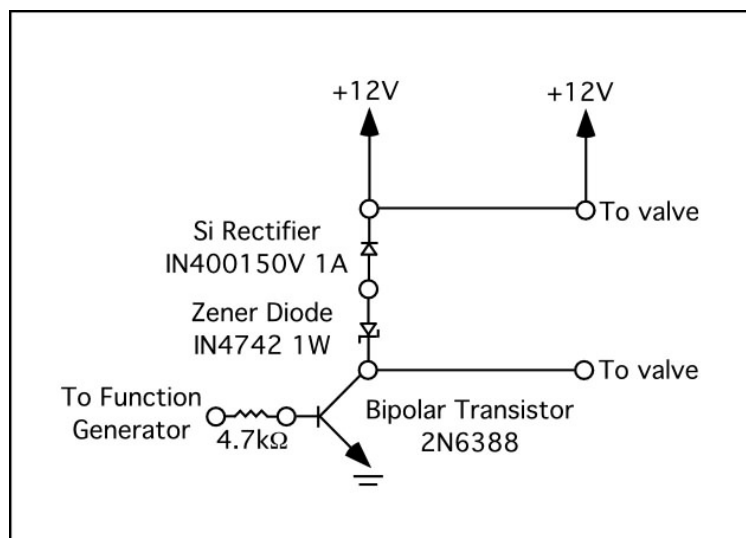 +12V
+12V
To valve
Si Rectifier
IN400150V 1A
Zener Diode
IN4742 1W
To valve
To Function
Generator
4.7kΩ
Bipolar Transistor
2N6388